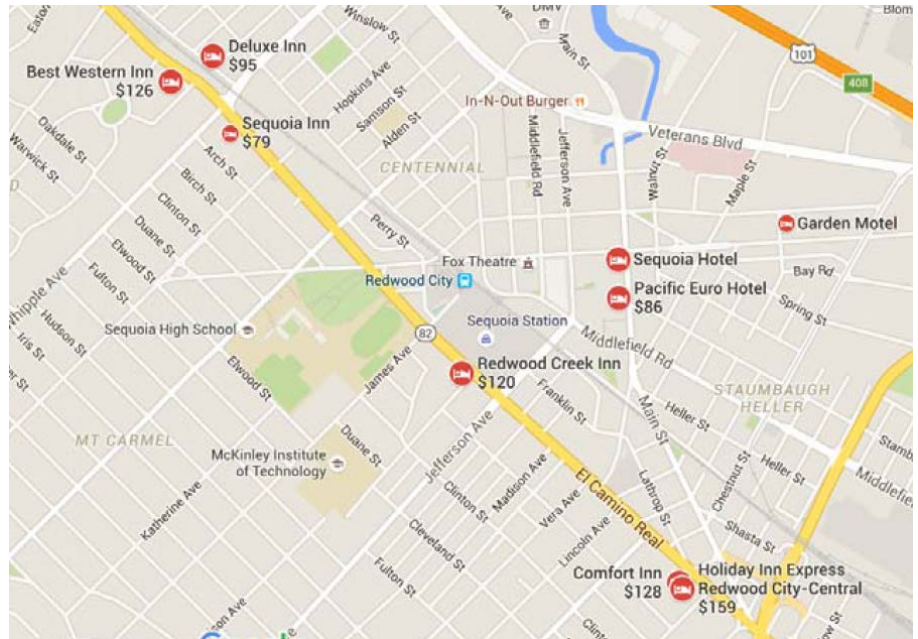 Eaton
Winslow St
DMV
Blom
Main St
101
408
Deluxe Inn
$95
Best Western Inn
$126
Hopkins Ave
Samson St
Alden St
In-N-Out Burger
Middlefield Rd
Jefferson Ave
Veterans Blvd
Walnut St
Maple St
Sequoia Inn
$79
Oakdale St
Warwick St
Arch St
Birch St
Clinton St
Duane St
Elwood St
Fulton St
CENTENNIAL
Perry St
Garden Motel
Fox Theatre
Sequoia Hotel
Redwood City
Bay Rd
Pacific Euro Hotel
$86
Spring St
Whipple Ave
Hudson St
Iris St
Sequoia High School
82
Sequoia Station
Middlefield Rd
Elwood St
James Ave
Redwood Creek Inn
$120
Franklin St
STAUMBAUGH
HELLER
Main St
Heller St
MT CARMEL
McKinley Institute
of Technology
Duane St
Jefferson Ave
Katherine Ave
Clinton St
Madison Ave
Vera Ave
El Camino Real
Lathrop St
Chestnut St
Heller St
Stamb
Middlefield
Cleveland St
Lincoln Ave
Shasta St
Fulton St
Comfort Inn
$128
Holiday Inn Express
Redwood City-Central
$159